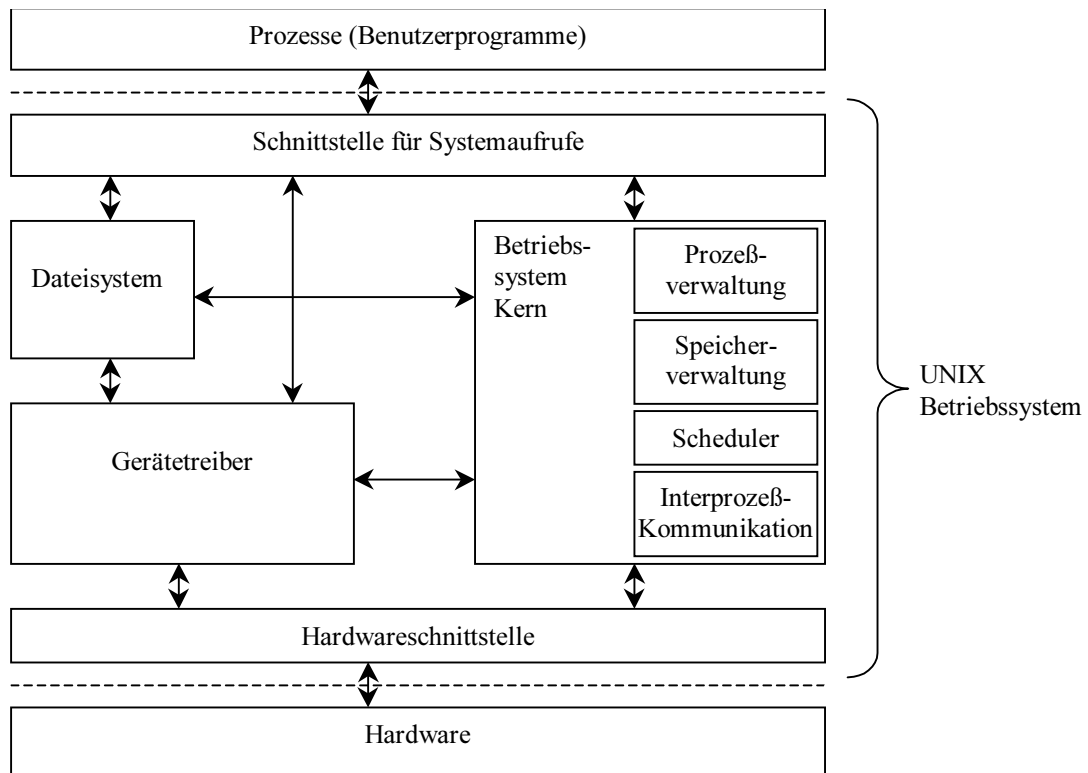 Prozesse (Benutzerprogramme)
Schnittstelle für Systemaufrufe
Dateisystem
Betriebs-
system
Kern
Prozeß-
verwaltung
Speicher-
verwaltung
Scheduler
Interprozeß-
Kommunikation
Gerätetreiber
UNIX
Betriebssystem
Hardwareschnittstelle
Hardware